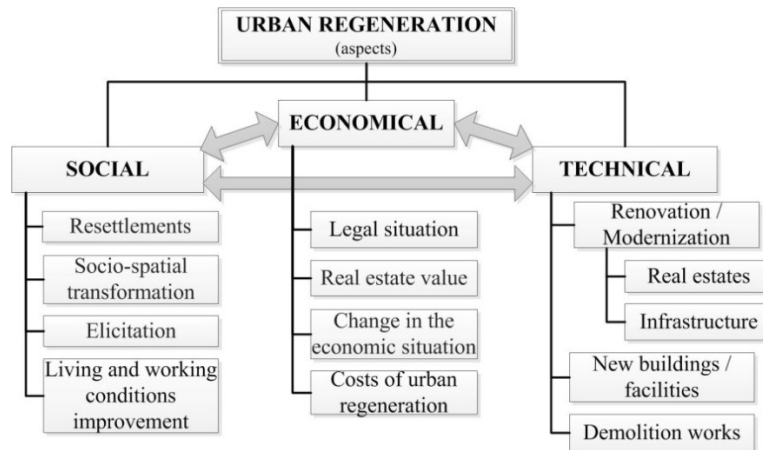 URBAN REGENERATION
(aspects)
ECONOMICAL
SOCIAL
TECHNICAL
Resettlements
Socio-spatial
transformation
Elicitation
Living and working
conditions
improvement
Legal situation
Real estate value
Change in the
economic situation
Costs of urban
regeneration
Renovation /
Modernization
Real estates
Infrastructure
New buildings /
facilities
Demolition works